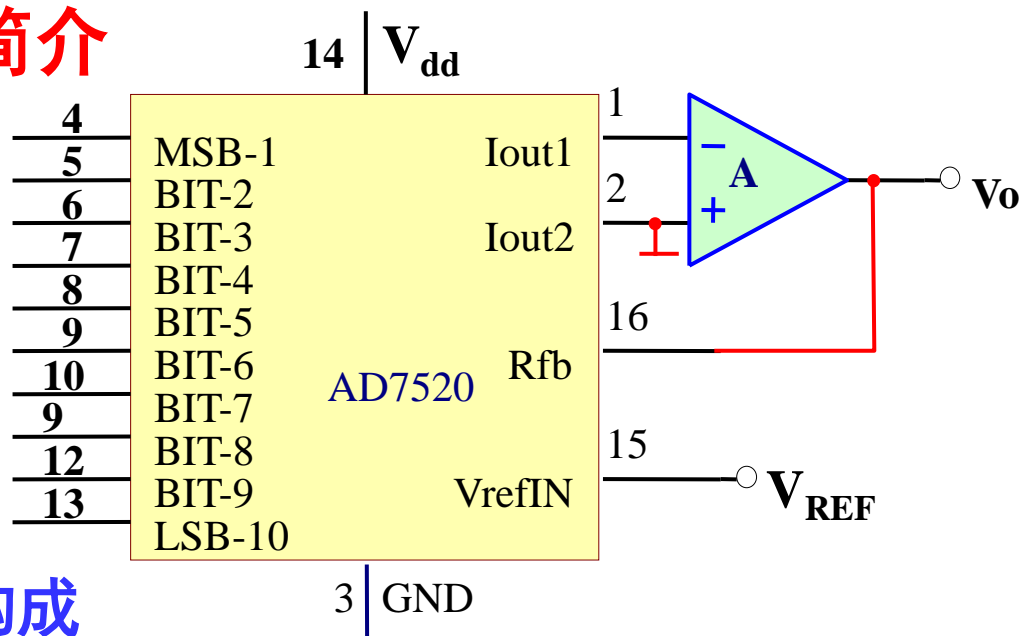 简介
14 Vdd
4 MSB-1 Iout1 1
5 BIT-2
6 BIT-3 Iout2 2
7 BIT-4
8 BIT-5
9 BIT-6 Rfb 16
10 BIT-7
9 BIT-8
12 BIT-9 VrefIN 15
13 LSB-10
AD7520
− A
+
Vo
VREF
3 GND
构成